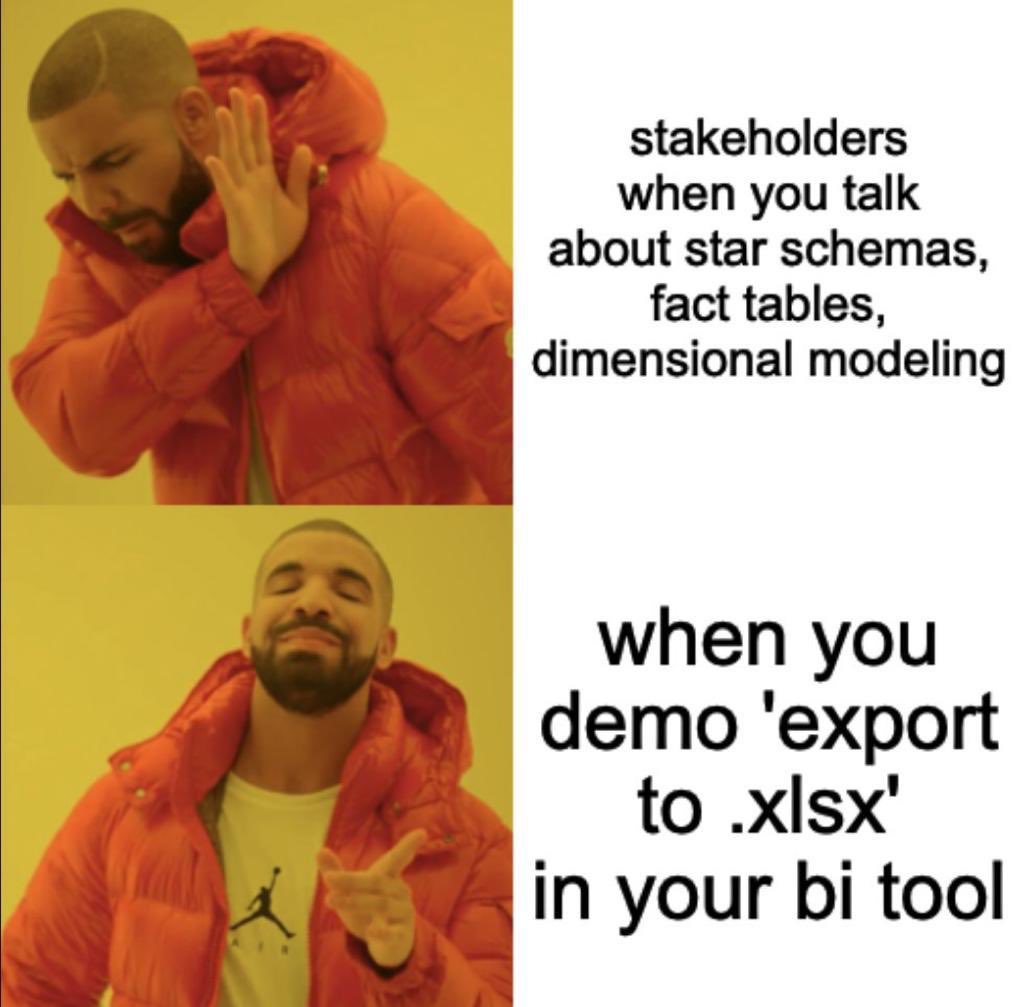 stakeholders
when you talk
about star schemas,
fact tables,
dimensional modeling
when you
demo 'export
to .xlsx'
in your bi tool
AIR